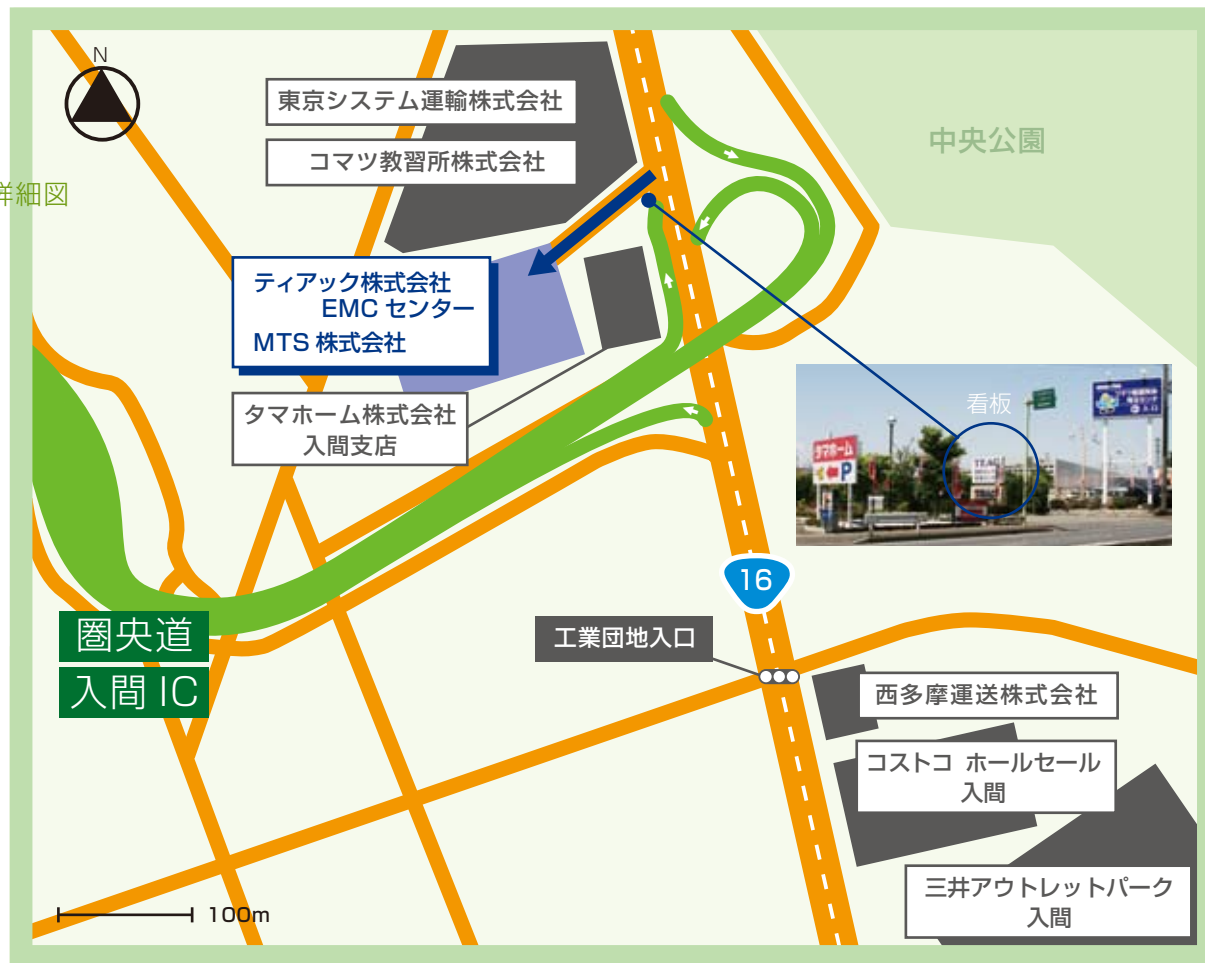 N
東京システム運輸株式会社
コマツ教習所株式会社
中央公園
詳細図
ティアック株式会社
EMC センター
MTS 株式会社
タマホーム株式会社
入間支店
看板
タマホーム
P
TEAC
16
圏央道
入間 IC
工業団地入口
西多摩運送株式会社
コストコ ホールセール
入間
三井アウトレットパーク
入間
100m